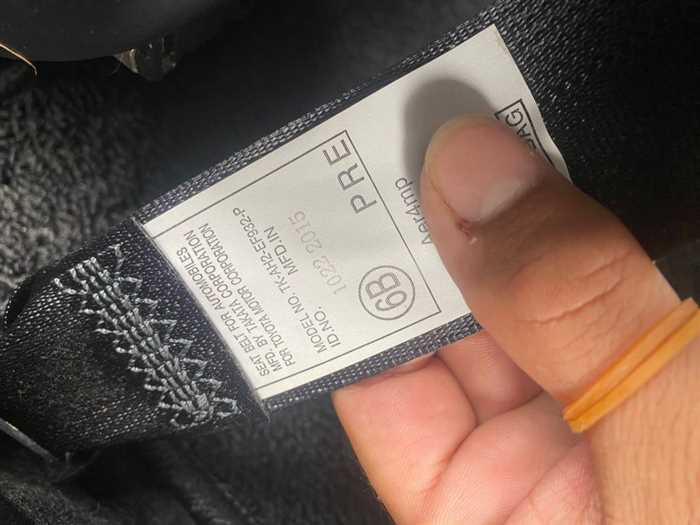 SEAT BELT FOR AUTOMOBILES
MFD. BY TAKATA CORPORATION
FOR TOYOTA MOTOR CORPORATION
MODEL NO. TK-AH2-EF932-P
ID.NO. MFD.IN
1022 2015
6B PRE